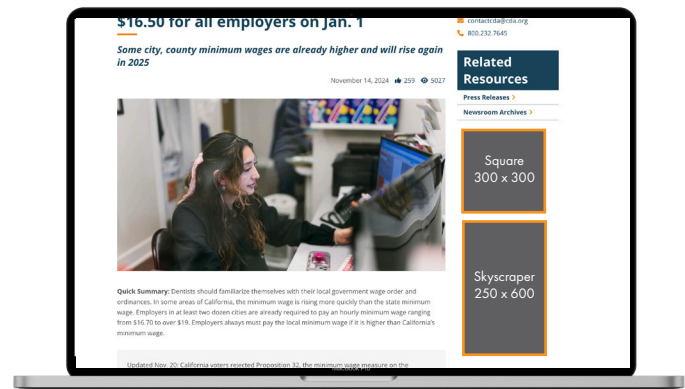 $16.50 for all employers on Jan. 1
Some city, county minimum wages are already higher and will rise again
in 2025
November 14, 2024 259 5027
Quick Summary: Dentists should familiarize themselves with their local government wage order and
ordinances. In some areas of California, the minimum wage is rising more quickly than the state minimum
wage. Employers in at least two dozen cities are already required to pay an hourly minimum wage ranging
from $16.70 to over $19. Employers always must pay the local minimum wage if it is higher than California's
minimum wage.
Updated Nov. 20: California voters rejected Proposition 32, the minimum wage measure on the
contactcda@cda.org
800.232.7645
Related
Resources
Press Releases >
Newsroom Archives >
Square
300 x 300
Skyscraper
250 x 600
MacBook Pro